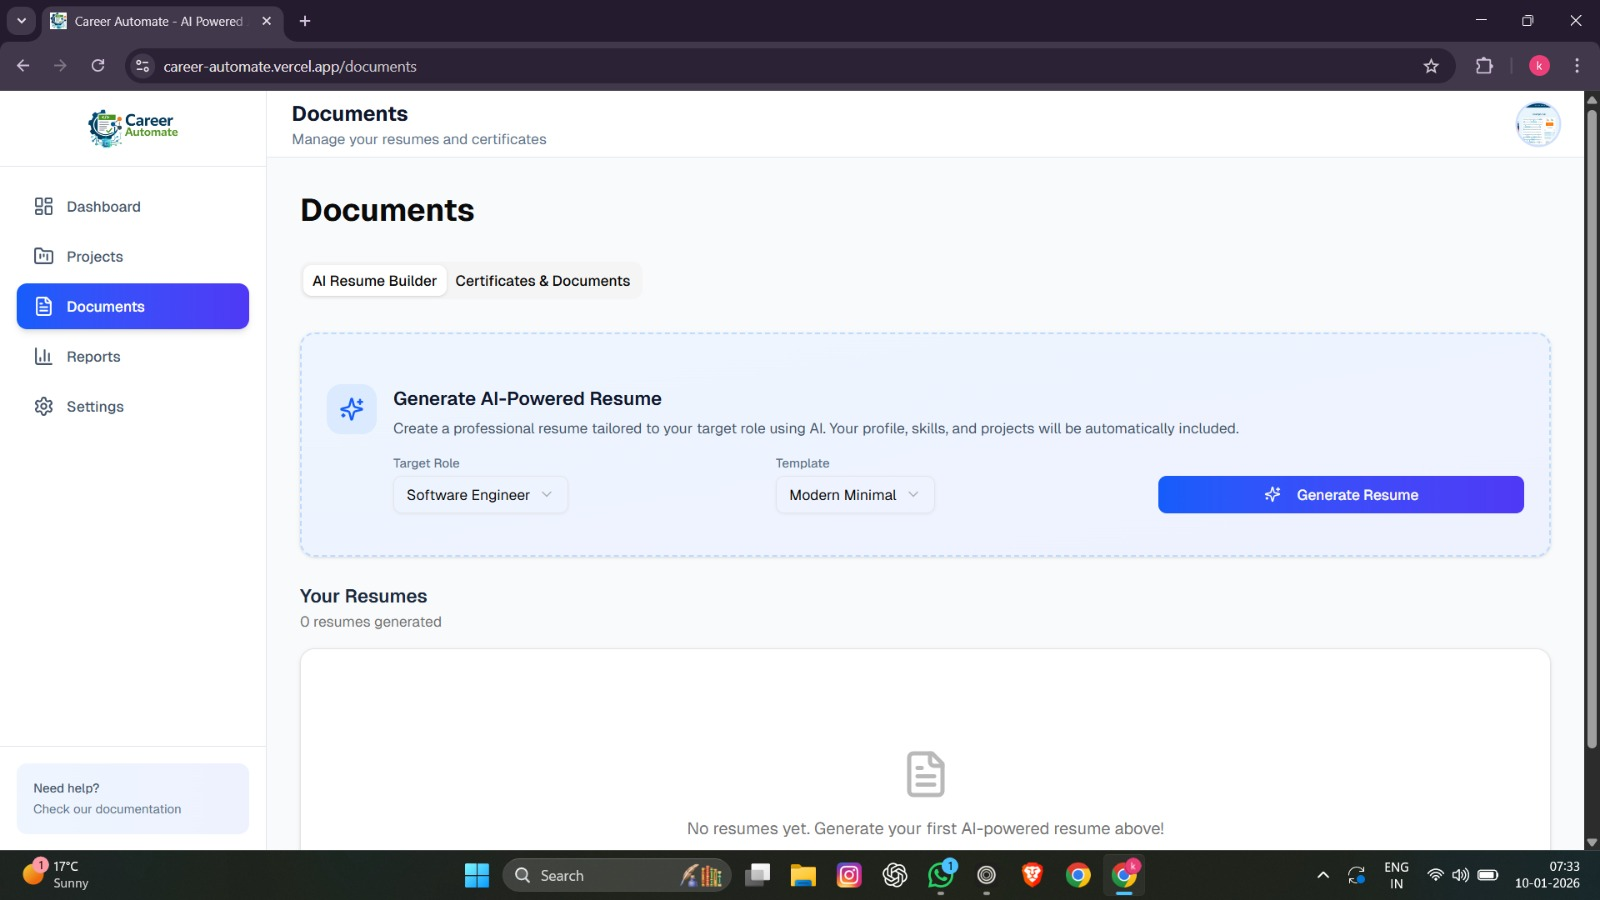 Career Automate - AI Powered
career-automate.vercel.app/documents
k
Career
Automate
Documents
Manage your resumes and certificates
Dashboard
Projects
Documents
Reports
Settings
Need help?
Check our documentation
Documents
AI Resume Builder
Certificates & Documents
Generate AI-Powered Resume
Create a professional resume tailored to your target role using AI. Your profile, skills, and projects will be automatically included.
Target Role
Template
Software Engineer
Modern Minimal
Generate Resume
Your Resumes
0 resumes generated
No resumes yet. Generate your first AI-powered resume above!
1
17°C
Sunny
Search
1
k
ENG
IN
07:33
10-01-2026